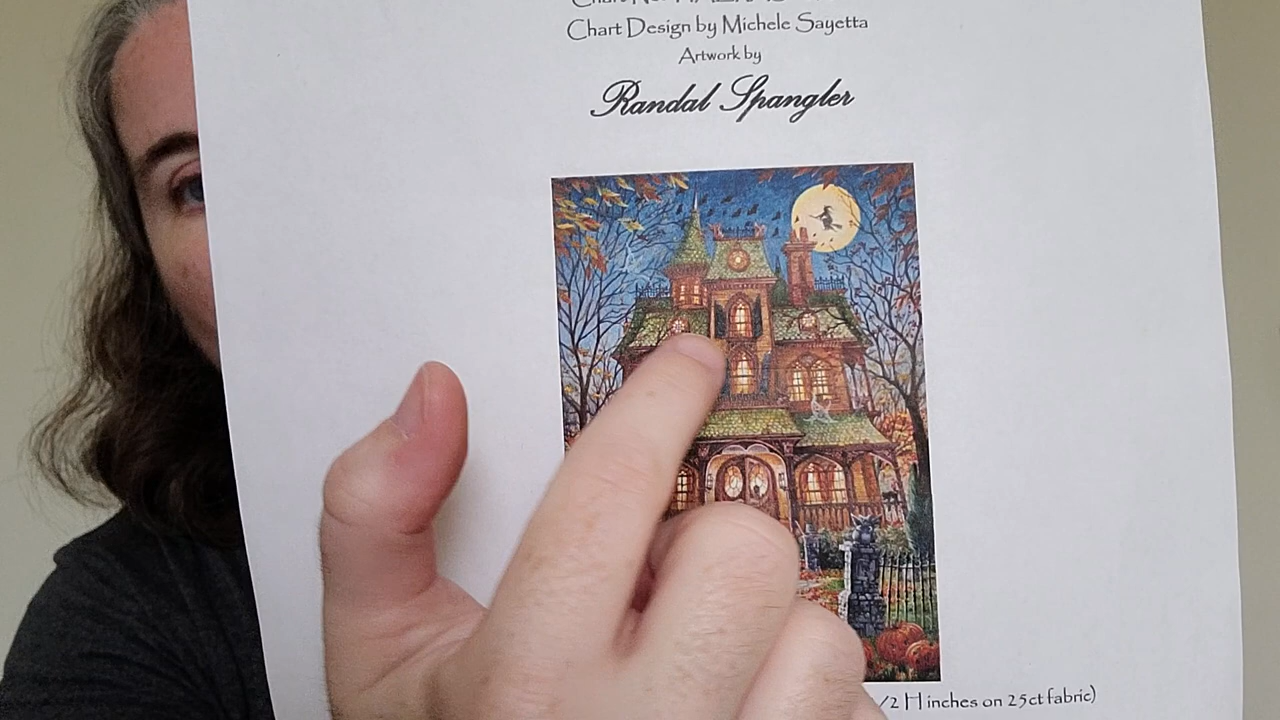 Chart Design by Michele Sayetta
Artwork by
Randal Spangler
/2 H inches on 25ct fabric)